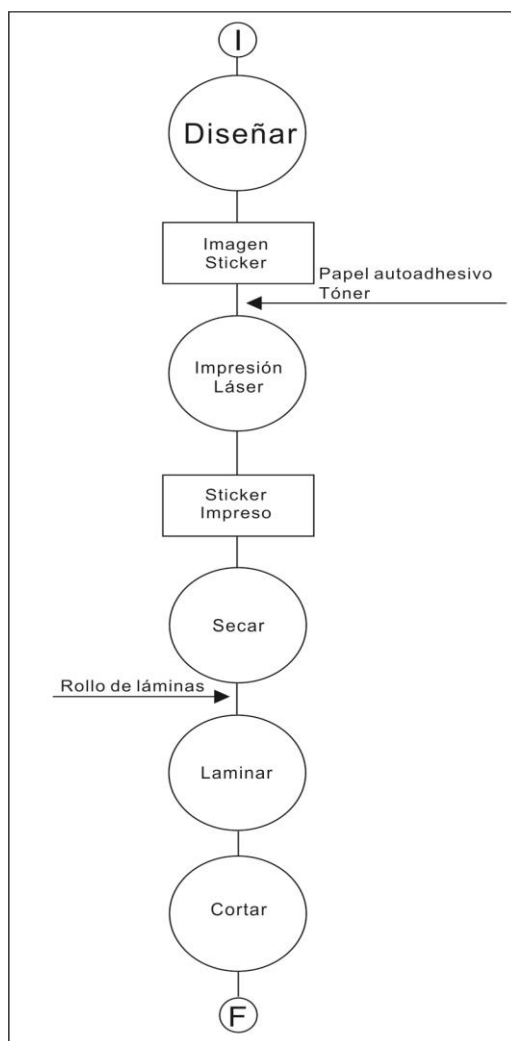 I
Diseñar
Imagen
Sticker
Papel autoadhesivo
Tóner
Impresión
Láser
Sticker
Impreso
Secar
Rollo de láminas
Laminar
Cortar
F